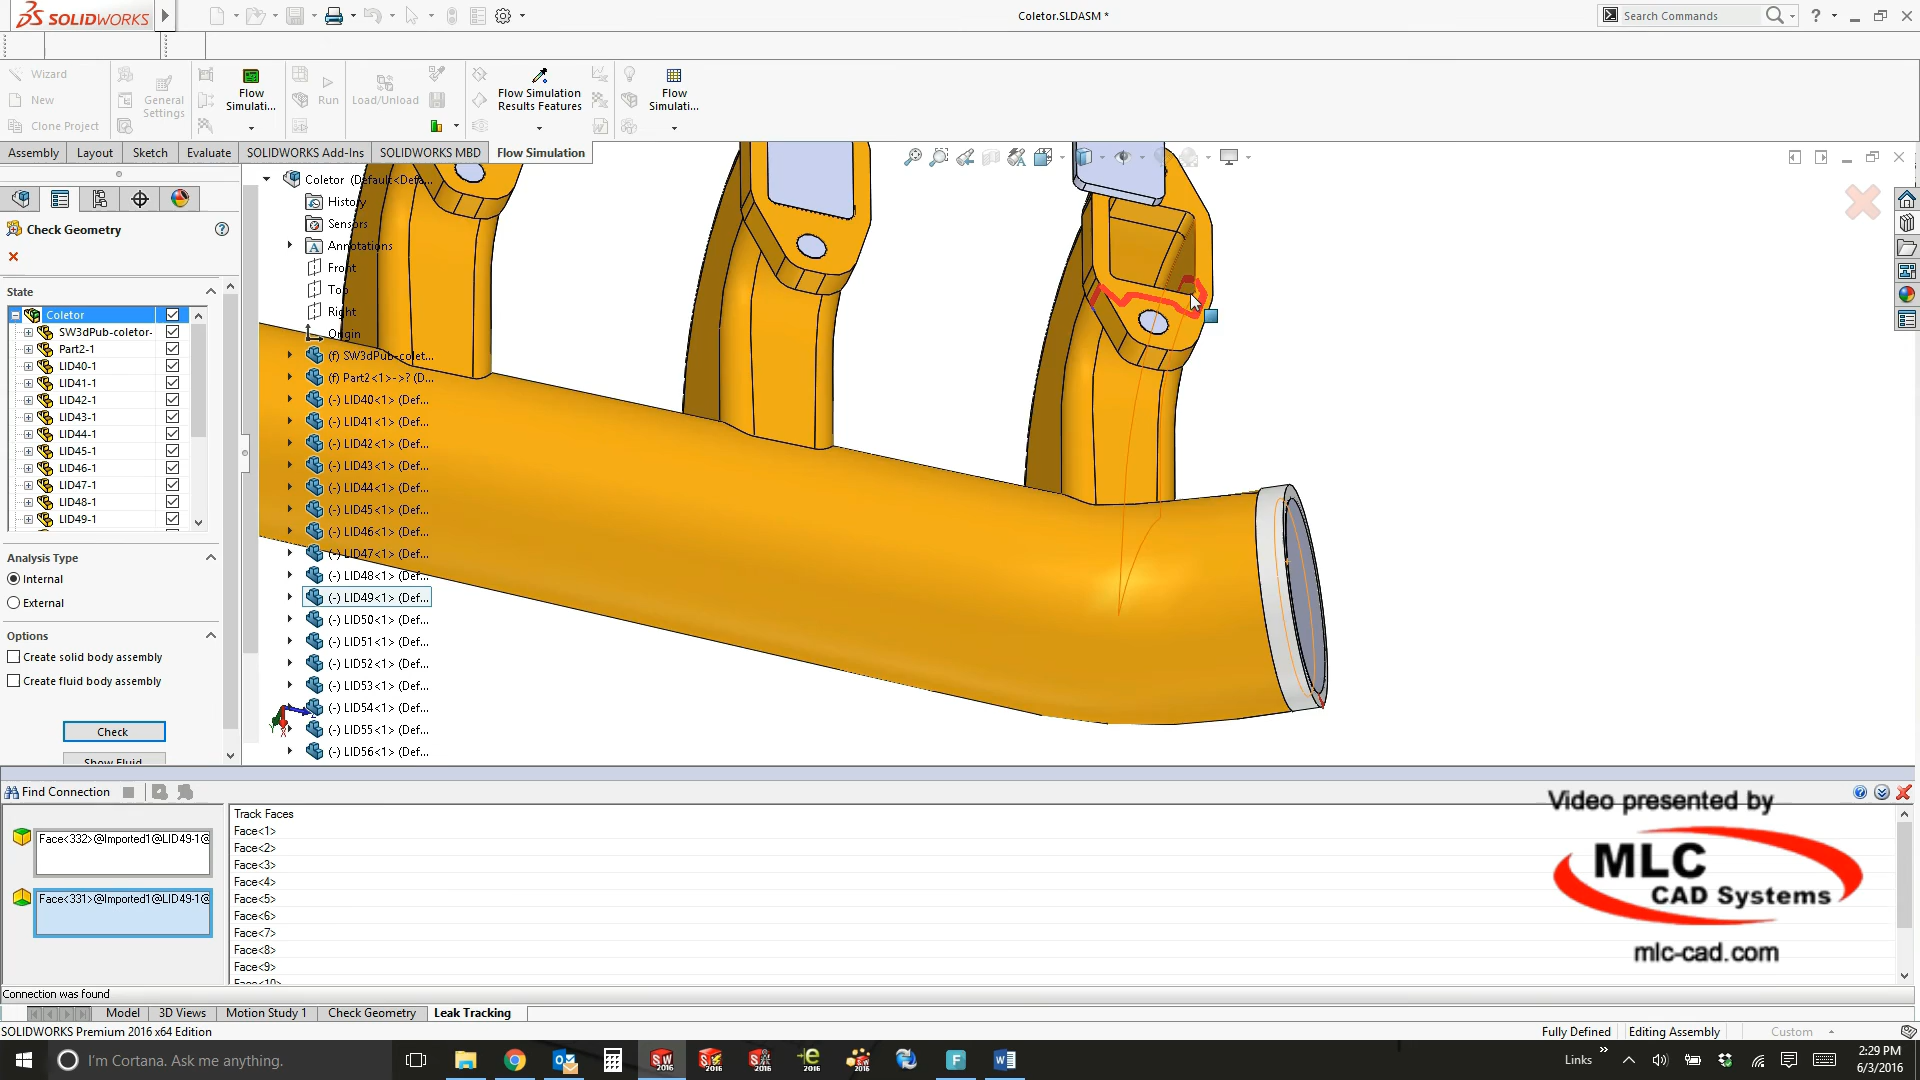 SOLIDWORKS
Coletor.SLDASM *
Search Commands
Wizard
New
Clone Project
General
Settings
Flow
Simulati...
Run
Load/Unload
Flow Simulation
Results Features
Flow
Simulati...
Assembly
Layout
Sketch
Evaluate
SOLIDWORKS Add-Ins
SOLIDWORKS MBD
Flow Simulation
Check Geometry
State
Coletor
SW3dPub-coletor-
Part2-1
LID40-1
LID41-1
LID42-1
LID43-1
LID44-1
LID45-1
LID46-1
LID47-1
LID48-1
LID49-1
Analysis Type
Internal
External
Options
Create solid body assembly
Create fluid body assembly
Check
Show Fluid
Coletor (Default<Defa...
History
Sensors
Annotations
Front
Top
Right
Origin
(f) SW3dPub-colet...
(f) Part2<1>->? (D...
(-) LID40<1> (Def...
(-) LID41<1> (Def...
(-) LID42<1> (Def...
(-) LID43<1> (Def...
(-) LID44<1> (Def...
(-) LID45<1> (Def...
(-) LID46<1> (Def...
(-) LID47<1> (Def...
(-) LID48<1> (Def...
(-) LID49<1> (Def...
(-) LID50<1> (Def...
(-) LID51<1> (Def...
(-) LID52<1> (Def...
(-) LID53<1> (Def...
(-) LID54<1> (Def...
(-) LID55<1> (Def...
(-) LID56<1> (Def...
Find Connection
Face<332>@Imported1@LID49-1@
Face<331>@Imported1@LID49-1@
Track Faces
Face<1>
Face<2>
Face<3>
Face<4>
Face<5>
Face<6>
Face<7>
Face<8>
Face<9>
Face<10>
Video presented by
MLC
CAD Systems
mlc-cad.com
Connection was found
Model
3D Views
Motion Study 1
Check Geometry
Leak Tracking
SOLIDWORKS Premium 2016 x64 Edition
Fully Defined
Editing Assembly
Custom
I'm Cortana. Ask me anything.
Links
2:29 PM
6/3/2016